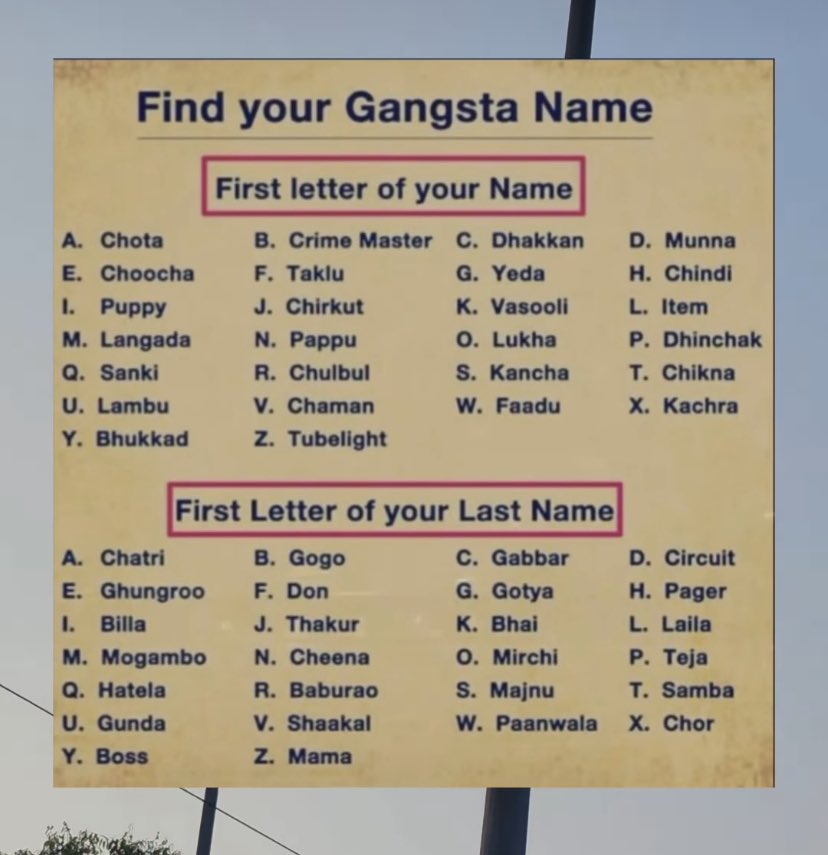 Find your Gangsta Name
First letter of your Name
A. Chota B. Crime Master C. Dhakkan D. Munna
E. Choocha F. Taklu G. Yeda H. Chindi
I. Puppy J. Chirkut K. Vasooli L. Item
M. Langada N. Pappu O. Lukha P. Dhinchak
Q. Sanki R. Chulbul S. Kancha T. Chikna
U. Lambu V. Chaman W. Faadu X. Kachra
Y. Bhukkad Z. Tubelight
First Letter of your Last Name
A. Chatri B. Gogo C. Gabbar D. Circuit
E. Ghungroo F. Don G. Gotya H. Pager
I. Billa J. Thakur K. Bhai L. Laila
M. Mogambo N. Cheena O. Mirchi P. Teja
Q. Hatela R. Baburao S. Majnu T. Samba
U. Gunda V. Shaakal W. Paanwala X. Chor
Y. Boss Z. Mama